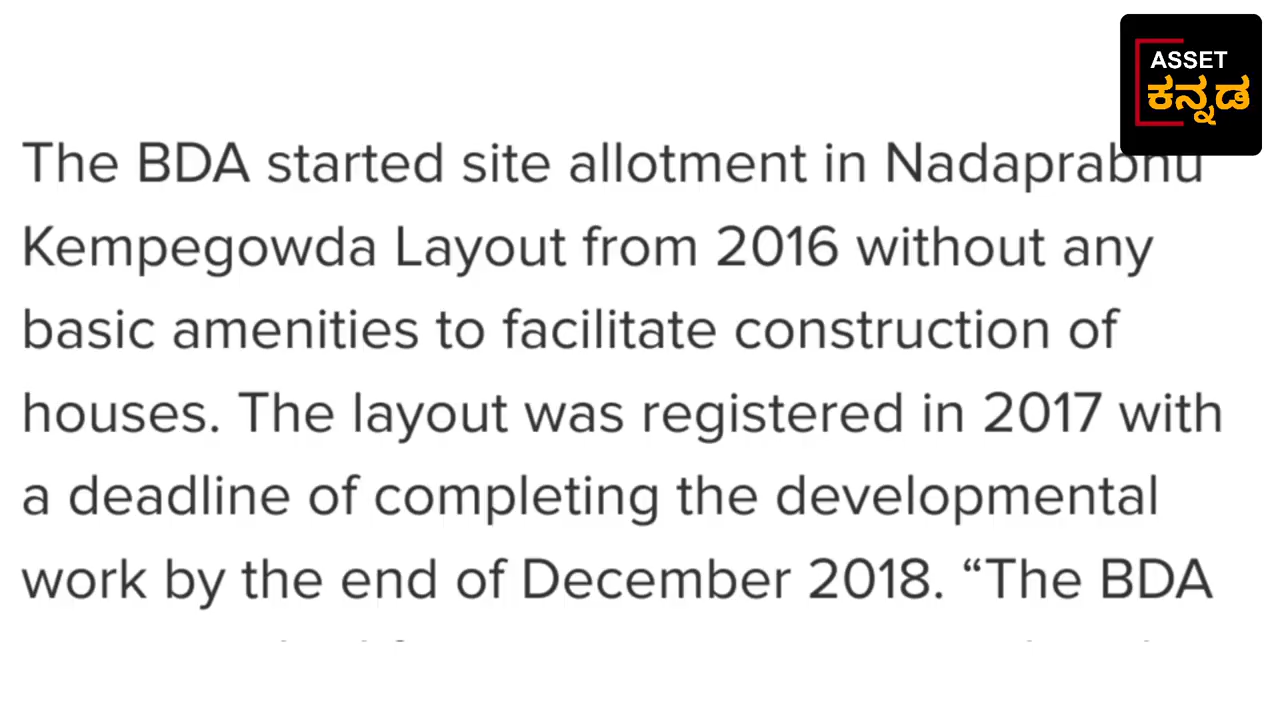 ASSET
ಕನ್ನಡ
The BDA started site allotment in Nadaprabhu
Kempegowda Layout from 2016 without any
basic amenities to facilitate construction of
houses. The layout was registered in 2017 with
a deadline of completing the developmental
work by the end of December 2018. “The BDA